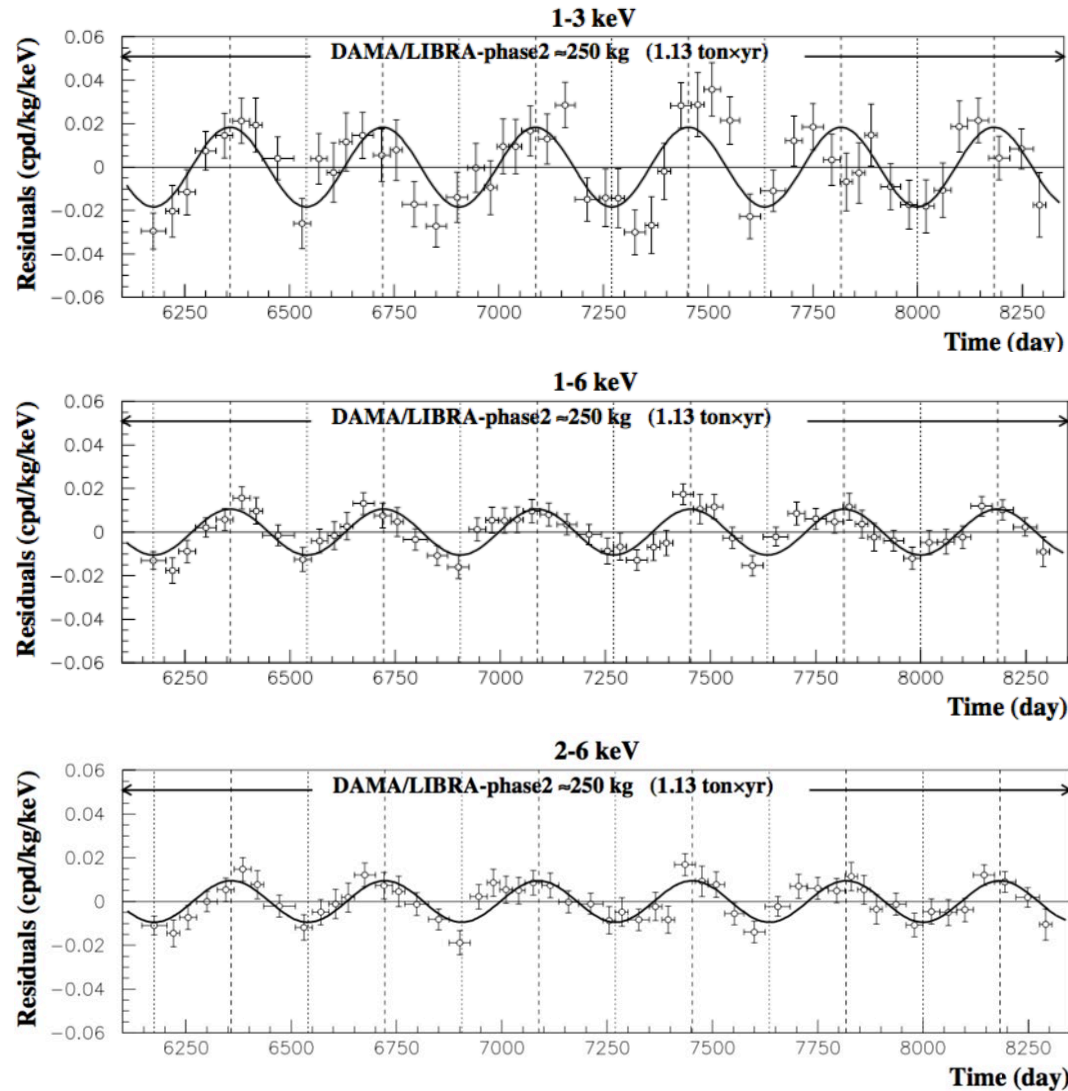 1-3 keV
DAMA/LIBRA-phase2 ≈250 kg (1.13 ton×yr)
Residuals (cpd/kg/keV)
0.06
0.04
0.02
0
−0.02
−0.04
−0.06
6250 6500 6750 7000 7250 7500 7750 8000 8250
Time (day)
1-6 keV
DAMA/LIBRA-phase2 ≈250 kg (1.13 ton×yr)
Residuals (cpd/kg/keV)
0.06
0.04
0.02
0
−0.02
−0.04
−0.06
6250 6500 6750 7000 7250 7500 7750 8000 8250
Time (day)
2-6 keV
DAMA/LIBRA-phase2 ≈250 kg (1.13 ton×yr)
Residuals (cpd/kg/keV)
0.06
0.04
0.02
0
−0.02
−0.04
−0.06
6250 6500 6750 7000 7250 7500 7750 8000 8250
Time (day)